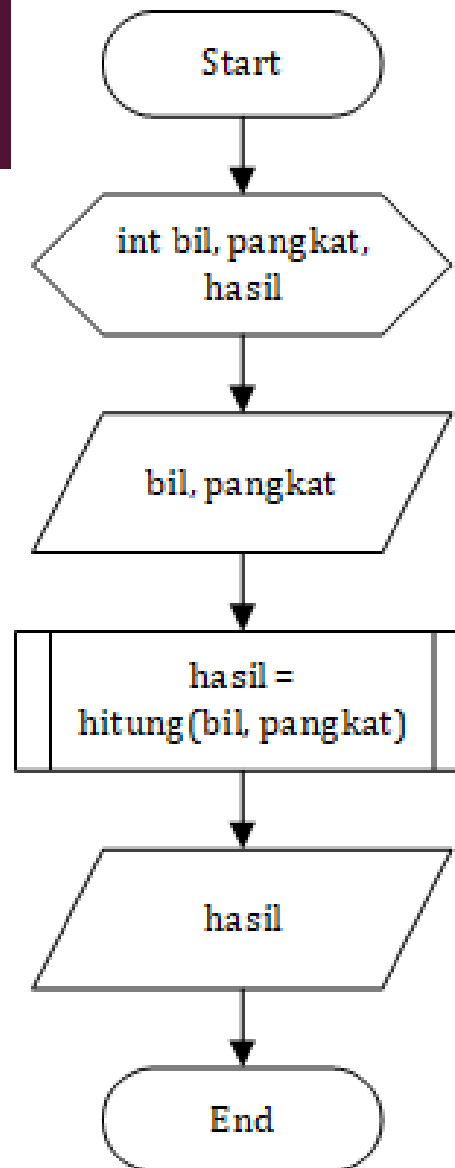 Start
int bil, pangkat,
hasil
bil, pangkat
hasil =
hitung(bil, pangkat)
hasil
End